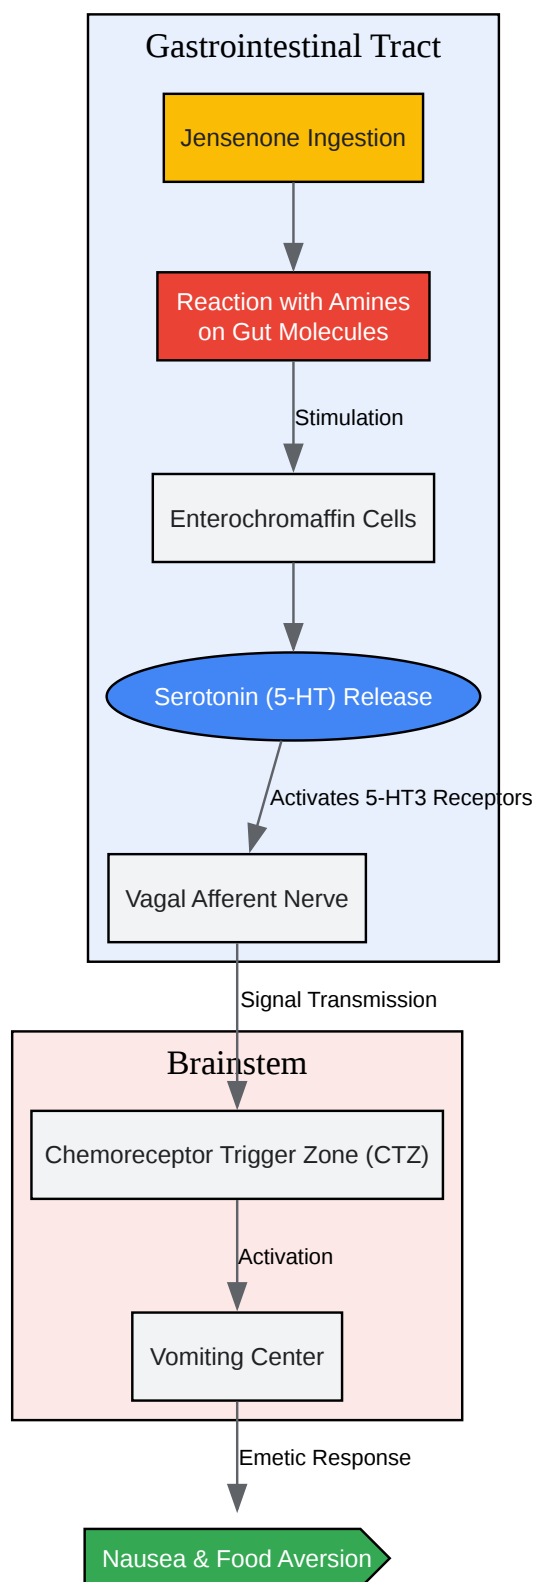 Gastrointestinal Tract
Jensenone Ingestion
Reaction with Amines
on Gut Molecules
Stimulation
Enterochromaffin Cells
Serotonin (5-HT) Release
Activates 5-HT3 Receptors
Vagal Afferent Nerve
Signal Transmission
Brainstem
Chemoreceptor Trigger Zone (CTZ)
Activation
Vomiting Center
Emetic Response
Nausea & Food Aversion